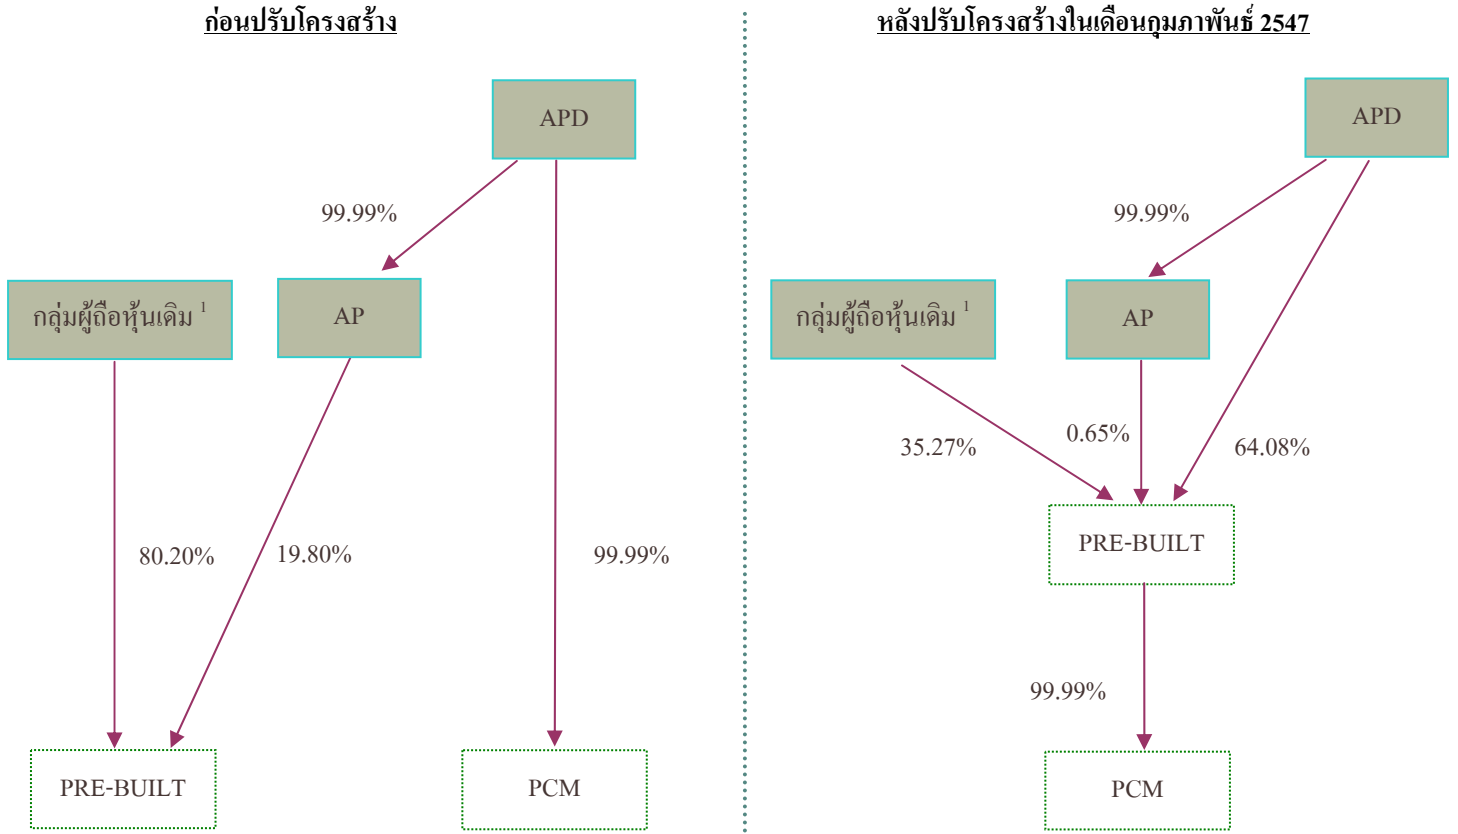 ก่อนปรับโครงสร้าง
APD
99.99%
กลุ่มผู้ถือหุ้นเดิม 1
AP
80.20%
19.80%
99.99%
PRE-BUILT
PCM
หลังปรับโครงสร้างในเดือนกุมภาพันธ์ 2547
APD
99.99%
กลุ่มผู้ถือหุ้นเดิม 1
AP
35.27%
0.65%
64.08%
PRE-BUILT
99.99%
PCM